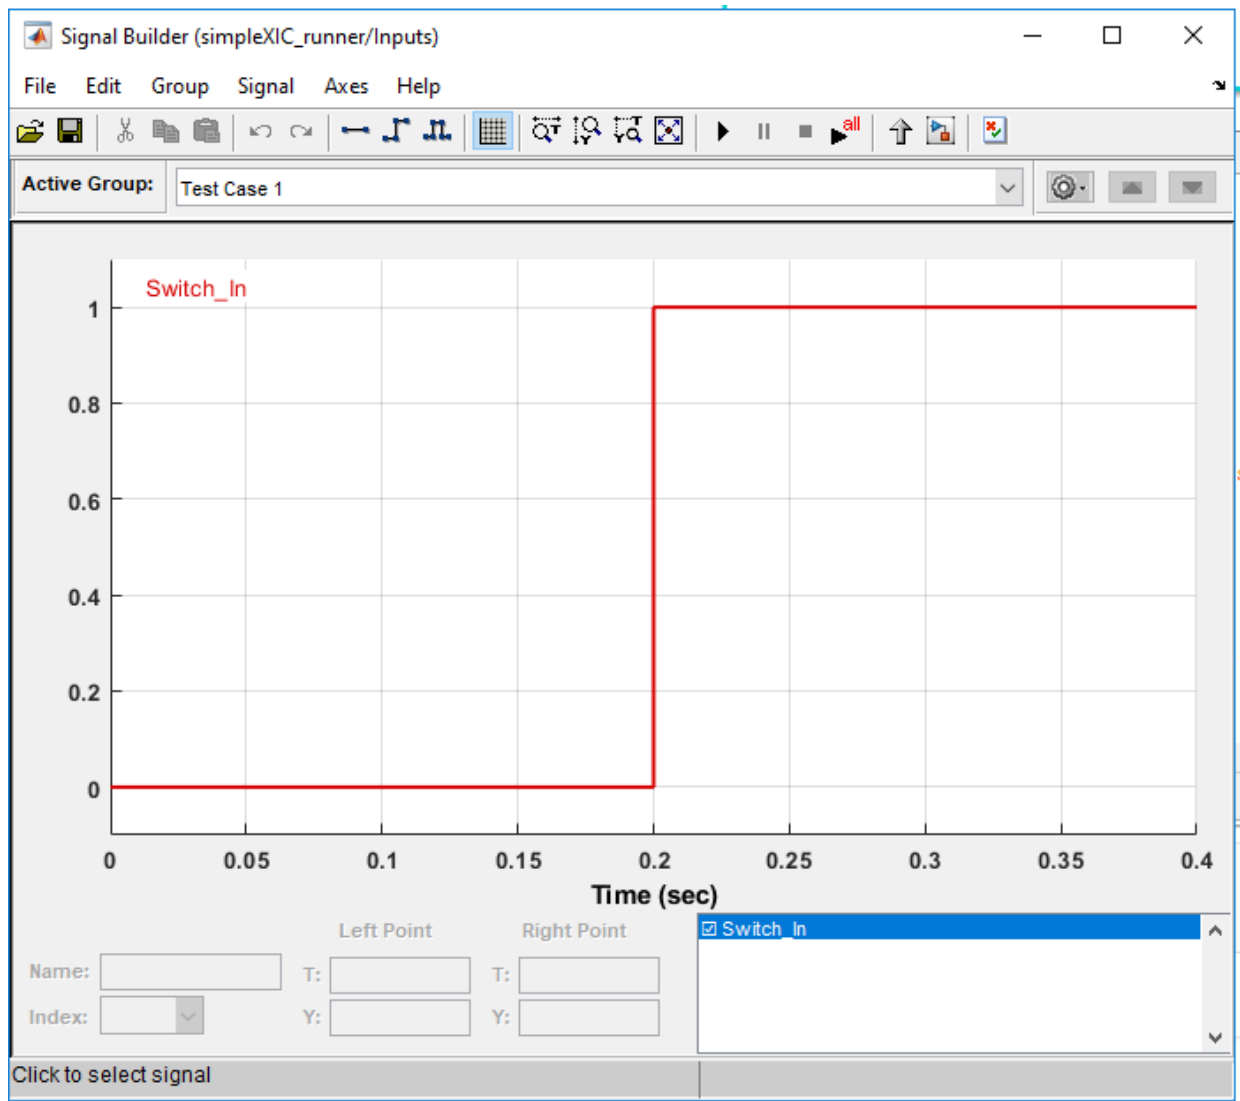 Signal Builder (simpleXIC_runner/Inputs)
File Edit Group Signal Axes Help
all
Active Group: Test Case 1
Switch_In
1
0.8
0.6
0.4
0.2
0
0 0.05 0.1 0.15 0.2 0.25 0.3 0.35 0.4
Time (sec)
Left Point Right Point
Switch_In
Name: T: T:
Index: Y: Y:
Click to select signal